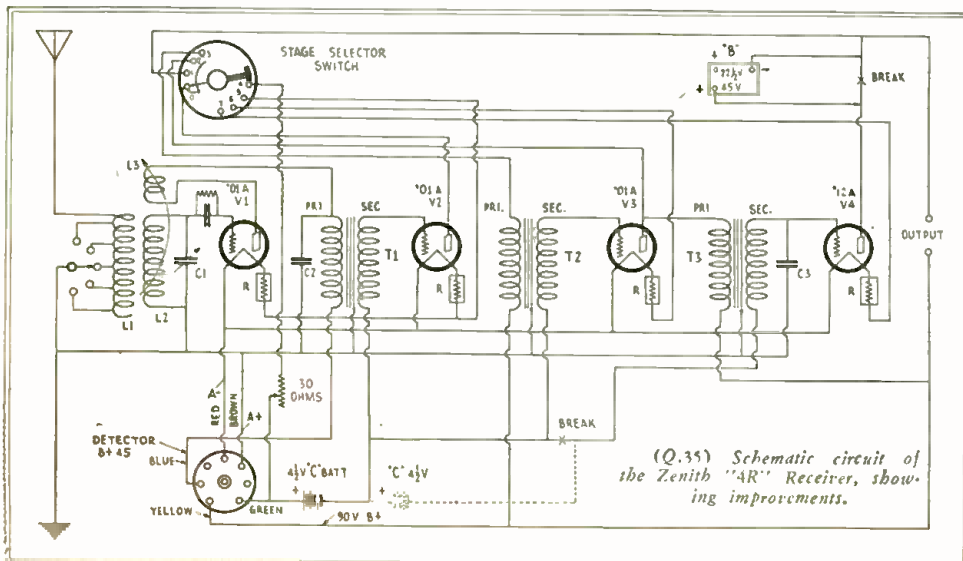 STAGE SELECTOR
SWITCH
"B"
22½V
45V
BREAK
L3
'01A
V1
PRI
SEC
'01A
V2
PRI.
SEC.
'01A
V3
PRI
SEC.
'12A
V4
OUTPUT
C1
C2
T1
T2
T3
C3
R
R
R
R
L1
L2
A-
RED
BROWN
A+
30
OHMS
DETECTOR
B+45
BLUE
YELLOW
GREEN
4½V "C" BATT
"C" 4½V
90V B+
BREAK
(Q.35) Schematic circuit of
the Zenith "4R" Receiver, show-
ing improvements.